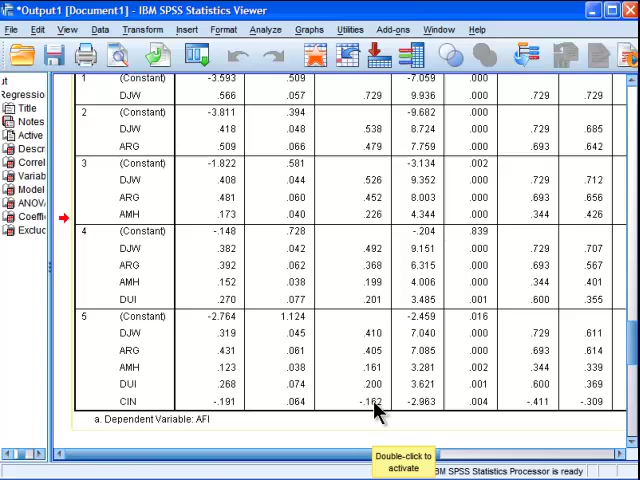 *Output1 [Document1] - IBM SPSS Statistics Viewer
File Edit View Data Transform Insert Format Analyze Graphs Utilities Add-ons Window Help
1 (Constant) -3.593 .509 -7.059 .000
DJW .566 .057 .729 9.936 .000 .729 .729
2 (Constant) -3.811 .394 -9.682 .000
DJW .418 .048 .538 8.724 .000 .729 .685
ARG .509 .066 .479 7.759 .000 .693 .642
3 (Constant) -1.822 .581 -3.134 .002
DJW .408 .044 .526 9.352 .000 .729 .712
ARG .481 .060 .452 8.003 .000 .693 .656
AMH .173 .040 .226 4.344 .000 .344 .426
4 (Constant) -.148 .728 -.204 .839
DJW .382 .042 .492 9.151 .000 .729 .707
ARG .392 .062 .368 6.315 .000 .693 .567
AMH .152 .038 .199 4.006 .000 .344 .401
DUI .270 .077 .201 3.485 .001 .600 .355
5 (Constant) -2.764 1.124 -2.459 .016
DJW .319 .045 .410 7.040 .000 .729 .611
ARG .431 .061 .405 7.085 .000 .693 .614
AMH .123 .038 .161 3.281 .002 .344 .339
DUI .268 .074 .200 3.621 .001 .600 .369
CIN -.191 .064 -.162 -2.963 .004 -.411 -.309
a. Dependent Variable: AFI
ut
Regressio
Title
Notes
Active
Descr
Correl
Variab
Model
ANOV
Coeffi
Exclud
Double-click to
activate
IBM SPSS Statistics Processor is ready